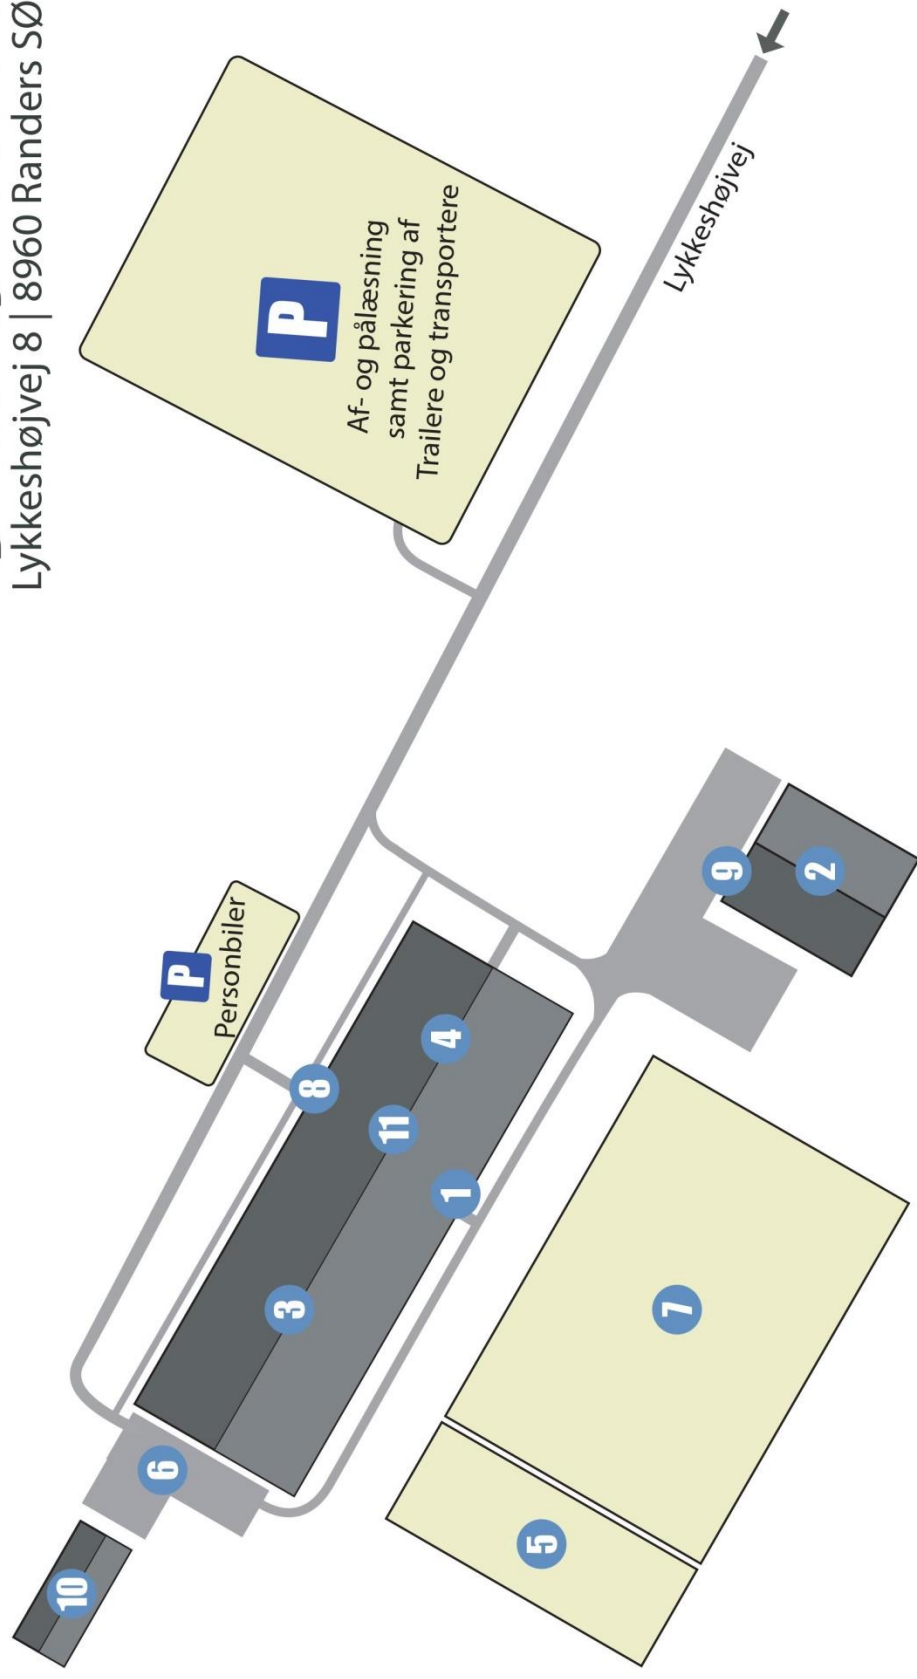 Lykkeshøjvej 8 | 8960 Randers SØ
P
Af- og pålæsning
samt parkering af
Trailere og transportere
Lykkeshøjvej
P
Personbiler
8
4
11
1
3
9
2
7
6
5
10